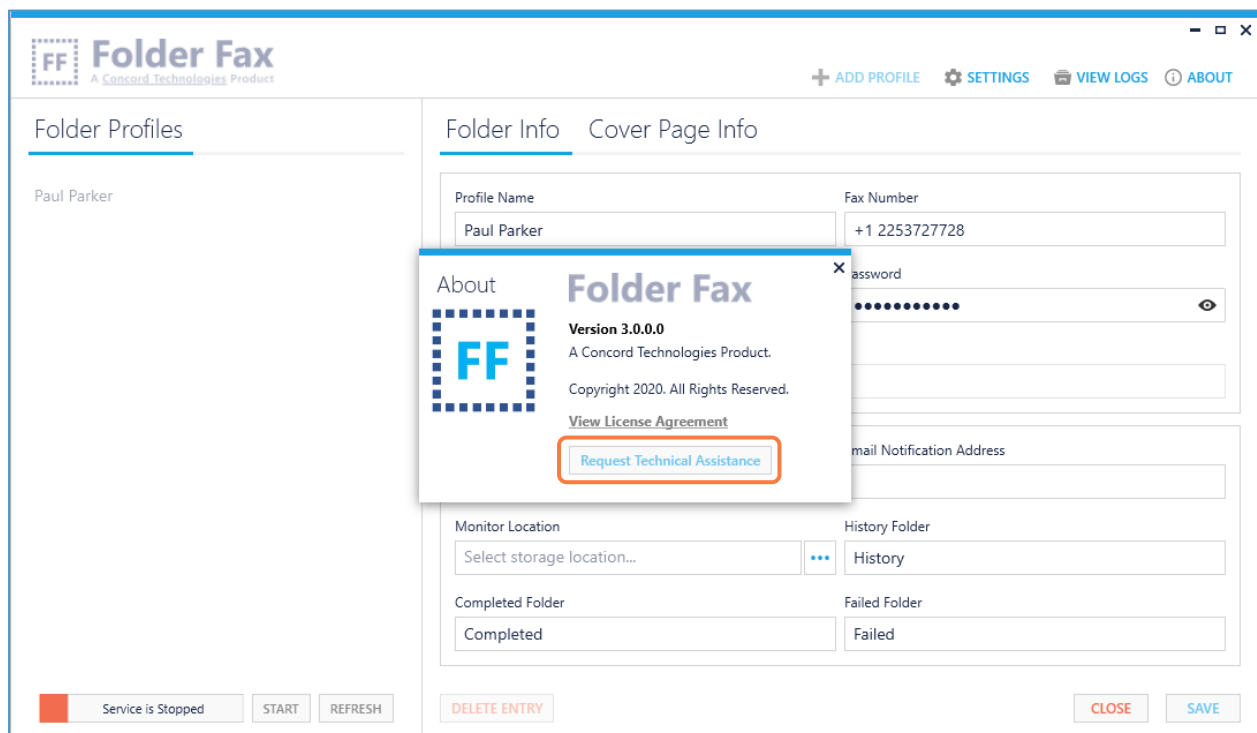 FF
Folder Fax
A Concord Technologies Product
ADD PROFILE
SETTINGS
VIEW LOGS
ABOUT
Folder Profiles
Paul Parker
Service is Stopped
START
REFRESH
Folder Info
Cover Page Info
Profile Name
Paul Parker
Fax Number
+1 2253727728
assword
About
FF
Folder Fax
Version 3.0.0.0
A Concord Technologies Product.
Copyright 2020. All Rights Reserved.
View License Agreement
Request Technical Assistance
mail Notification Address
Monitor Location
Select storage location...
History Folder
History
Completed Folder
Completed
Failed Folder
Failed
DELETE ENTRY
CLOSE
SAVE